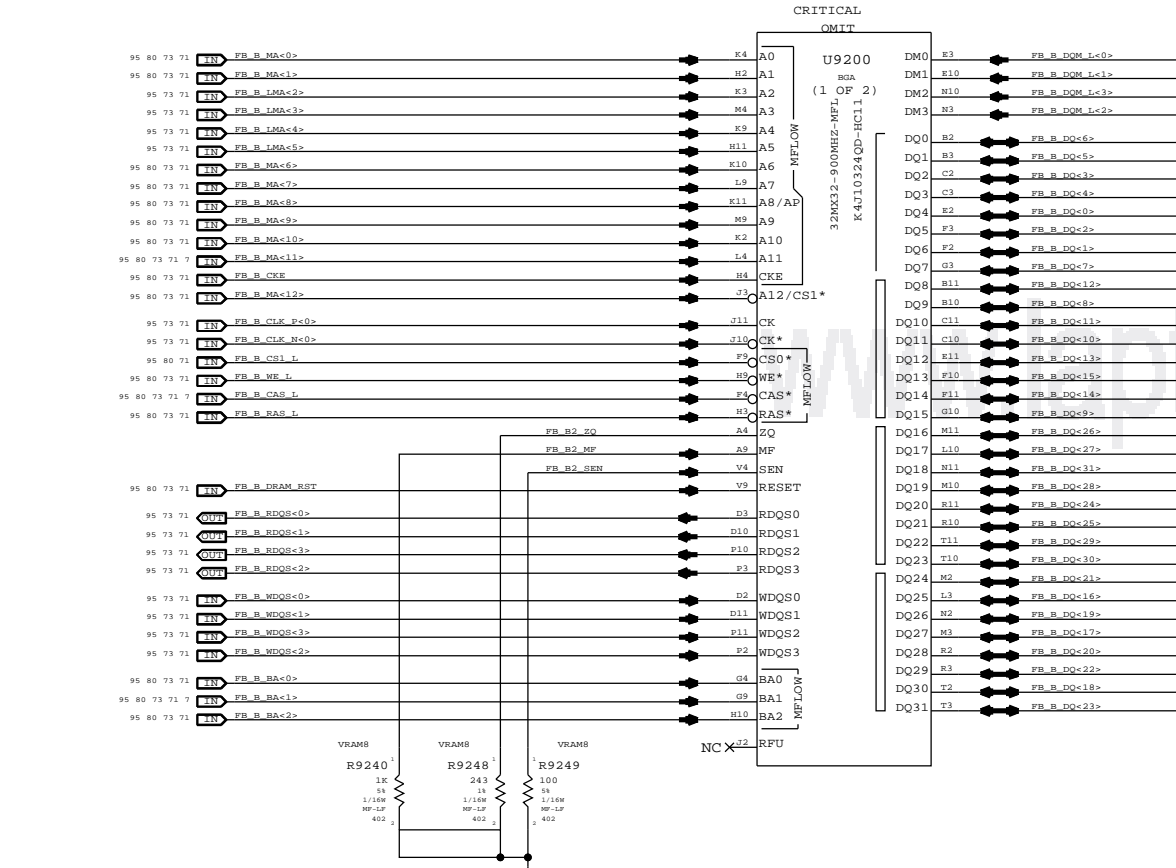 CRITICAL
OMIT
95 80 73 71 IN FB_B_MA<0> K4 A0 U9200 DM0 E3 FB_B_DQM_L<0>
95 80 73 71 IN FB_B_MA<1> H2 A1 BGA DM1 E10 FB_B_DQM_L<1>
95 73 71 IN FB_B_LMA<2> K3 A2 (1 OF 2) DM2 N10 FB_B_DQM_L<3>
95 73 71 IN FB_B_LMA<3> M4 A3 DM3 N3 FB_B_DQM_L<2>
95 73 71 IN FB_B_LMA<4> K9 A4 DQ0 B2 FB_B_DQ<6>
95 73 71 IN FB_B_LMA<5> H11 A5 DQ1 B3 FB_B_DQ<5>
95 80 73 71 IN FB_B_MA<6> K10 A6 DQ2 C2 FB_B_DQ<3>
95 80 73 71 IN FB_B_MA<7> L9 A7 DQ3 C3 FB_B_DQ<4>
95 80 73 71 IN FB_B_MA<8> K11 A8/AP DQ4 E2 FB_B_DQ<0>
95 80 73 71 IN FB_B_MA<9> M9 A9 DQ5 F3 FB_B_DQ<2>
95 80 73 71 IN FB_B_MA<10> K2 A10 DQ6 F2 FB_B_DQ<1>
95 80 73 71 7 IN FB_B_MA<11> L4 A11 DQ7 G3 FB_B_DQ<7>
95 80 73 71 IN FB_B_CKE H4 CKE DQ8 B11 FB_B_DQ<12>
95 80 73 71 IN FB_B_MA<12> J3 A12/CS1* DQ9 B10 FB_B_DQ<8>
MFLOW
32MX32-900MHZ-MFL
K4J10324QD-HC11
95 73 71 IN FB_B_CLK_P<0> J11 CK DQ10 C11 FB_B_DQ<11>
95 73 71 IN FB_B_CLK_N<0> J10 CK* DQ11 C10 FB_B_DQ<10>
95 80 71 IN FB_B_CS1_L F9 CS0* DQ12 E11 FB_B_DQ<13>
95 80 73 71 IN FB_B_WE_L H9 WE* DQ13 F10 FB_B_DQ<15>
95 80 73 71 7 IN FB_B_CAS_L F4 CAS* DQ14 F11 FB_B_DQ<14>
95 80 73 71 IN FB_B_RAS_L H3 RAS* DQ15 G10 FB_B_DQ<9>
MFLOW
FB_B2_ZQ A4 ZQ DQ16 M11 FB_B_DQ<26>
FB_B2_MF A9 MF DQ17 L10 FB_B_DQ<27>
FB_B2_SEN V4 SEN DQ18 N11 FB_B_DQ<31>
95 80 73 71 IN FB_B_DRAM_RST V9 RESET DQ19 M10 FB_B_DQ<28>
95 73 71 OUT FB_B_RDQS<0> D3 RDQS0 DQ20 R11 FB_B_DQ<24>
95 73 71 OUT FB_B_RDQS<1> D10 RDQS1 DQ21 R10 FB_B_DQ<25>
95 73 71 OUT FB_B_RDQS<3> P10 RDQS2 DQ22 T11 FB_B_DQ<29>
95 73 71 OUT FB_B_RDQS<2> P3 RDQS3 DQ23 T10 FB_B_DQ<30>
DQ24 M2 FB_B_DQ<21>
95 73 71 IN FB_B_WDQS<0> D2 WDQS0 DQ25 L3 FB_B_DQ<16>
95 73 71 IN FB_B_WDQS<1> D11 WDQS1 DQ26 N2 FB_B_DQ<19>
95 73 71 IN FB_B_WDQS<3> P11 WDQS2 DQ27 M3 FB_B_DQ<17>
95 73 71 IN FB_B_WDQS<2> P2 WDQS3 DQ28 R2 FB_B_DQ<20>
95 80 73 71 IN FB_B_BA<0> G4 BA0 DQ29 R3 FB_B_DQ<22>
95 80 73 71 7 IN FB_B_BA<1> G9 BA1 DQ30 T2 FB_B_DQ<18>
95 80 73 71 IN FB_B_BA<2> H10 BA2 DQ31 T3 FB_B_DQ<23>
MFLOW
NC J2 RFU
VRAM8 VRAM8 VRAM8
R9240 1 R9248 1 1 R9249
1K 243 100
5% 1% 5%
1/16W 1/16W 1/16W
MF-LF MF-LF MF-LF
402 2 402 2 2 402
www.lap